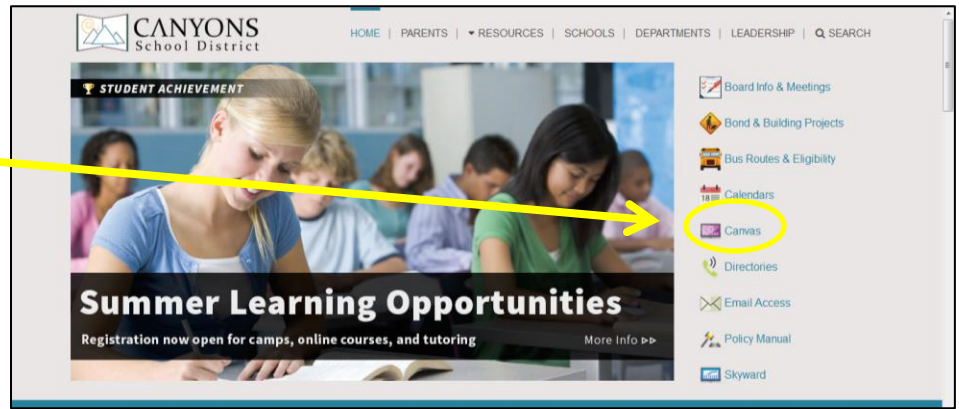 CANYONS
School District
HOME | PARENTS | ▾ RESOURCES | SCHOOLS | DEPARTMENTS | LEADERSHIP | SEARCH
STUDENT ACHIEVEMENT
Summer Learning Opportunities
Registration now open for camps, online courses, and tutoring
More Info ▹▹
Board Info & Meetings
Bond & Building Projects
Bus Routes & Eligibility
18
Calendars
Canvas
Directories
Email Access
Policy Manual
Skyward